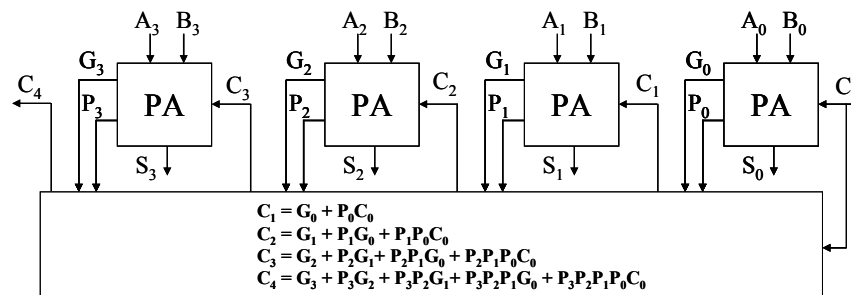 A₃ B₃ A₂ B₂ A₁ B₁ A₀ B₀
G₃ G₂ G₁ G₀
C₄ C₃ C₂ C₁ C
P₃ PA P₂ PA P₁ PA P₀ PA
S₃ S₂ S₁ S₀
C₁ = G₀ + P₀C₀
C₂ = G₁ + P₁G₀ + P₁P₀C₀
C₃ = G₂ + P₂G₁+ P₂P₁G₀ + P₂P₁P₀C₀
C₄ = G₃ + P₃G₂ + P₃P₂G₁+ P₃P₂P₁G₀ + P₃P₂P₁P₀C₀